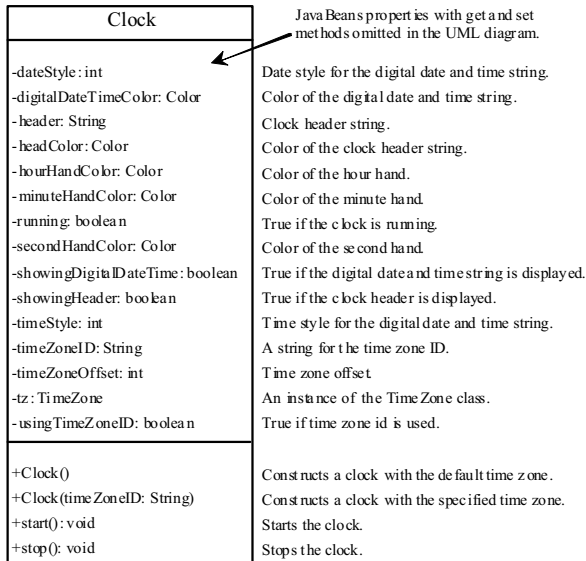 Clock
JavaBeans properties with get and set
methods omitted in the UML diagram.
-dateStyle: int Date style for the digital date and time string.
-digitalDateTimeColor: Color Color of the digital date and time string.
-header: String Clock header string.
-headColor: Color Color of the clock header string.
-hourHandColor: Color Color of the hour hand.
-minuteHandColor: Color Color of the minute hand.
-running: boolean True if the clock is running.
-secondHandColor: Color Color of the second hand.
-showingDigitalDateTime: boolean True if the digital date and time string is displayed.
-showingHeader: boolean True if the clock header is displayed.
-timeStyle: int Time style for the digital date and time string.
-timeZoneID: String A string for the time zone ID.
-timeZoneOffset: int Time zone offset.
-tz: TimeZone An instance of the TimeZone class.
-usingTimeZoneID: boolean True if time zone id is used.
+Clock() Constructs a clock with the default time zone.
+Clock(timeZoneID: String) Constructs a clock with the specified time zone.
+start(): void Starts the clock.
+stop(): void Stops the clock.